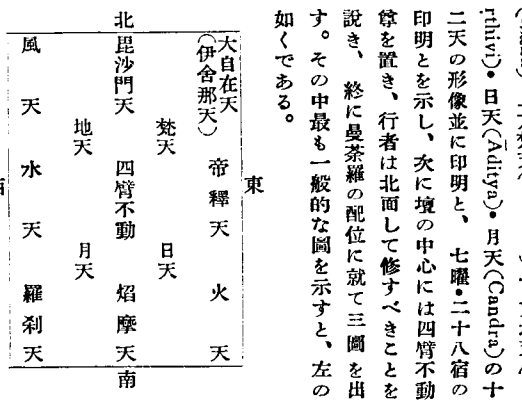 rthivi)•日天(Āditya)•月天(Candra)の十
二天の形像並に印明と、七曜•二十八宿の
印明とを示し、次に壇の中心には四臂不動
尊を置き、行者は北面して修すべきことを
說き、終に曼荼羅の配位に就て三圖を出
す。その中最も一般的な圖を示すと、左の
如くである。
東
大自在天 帝釋天 火天
(伊舍那天)
梵天 日天
北 毘沙門天 四臂不動 焰摩天 南
地天 月天
風天 水天 羅刹天